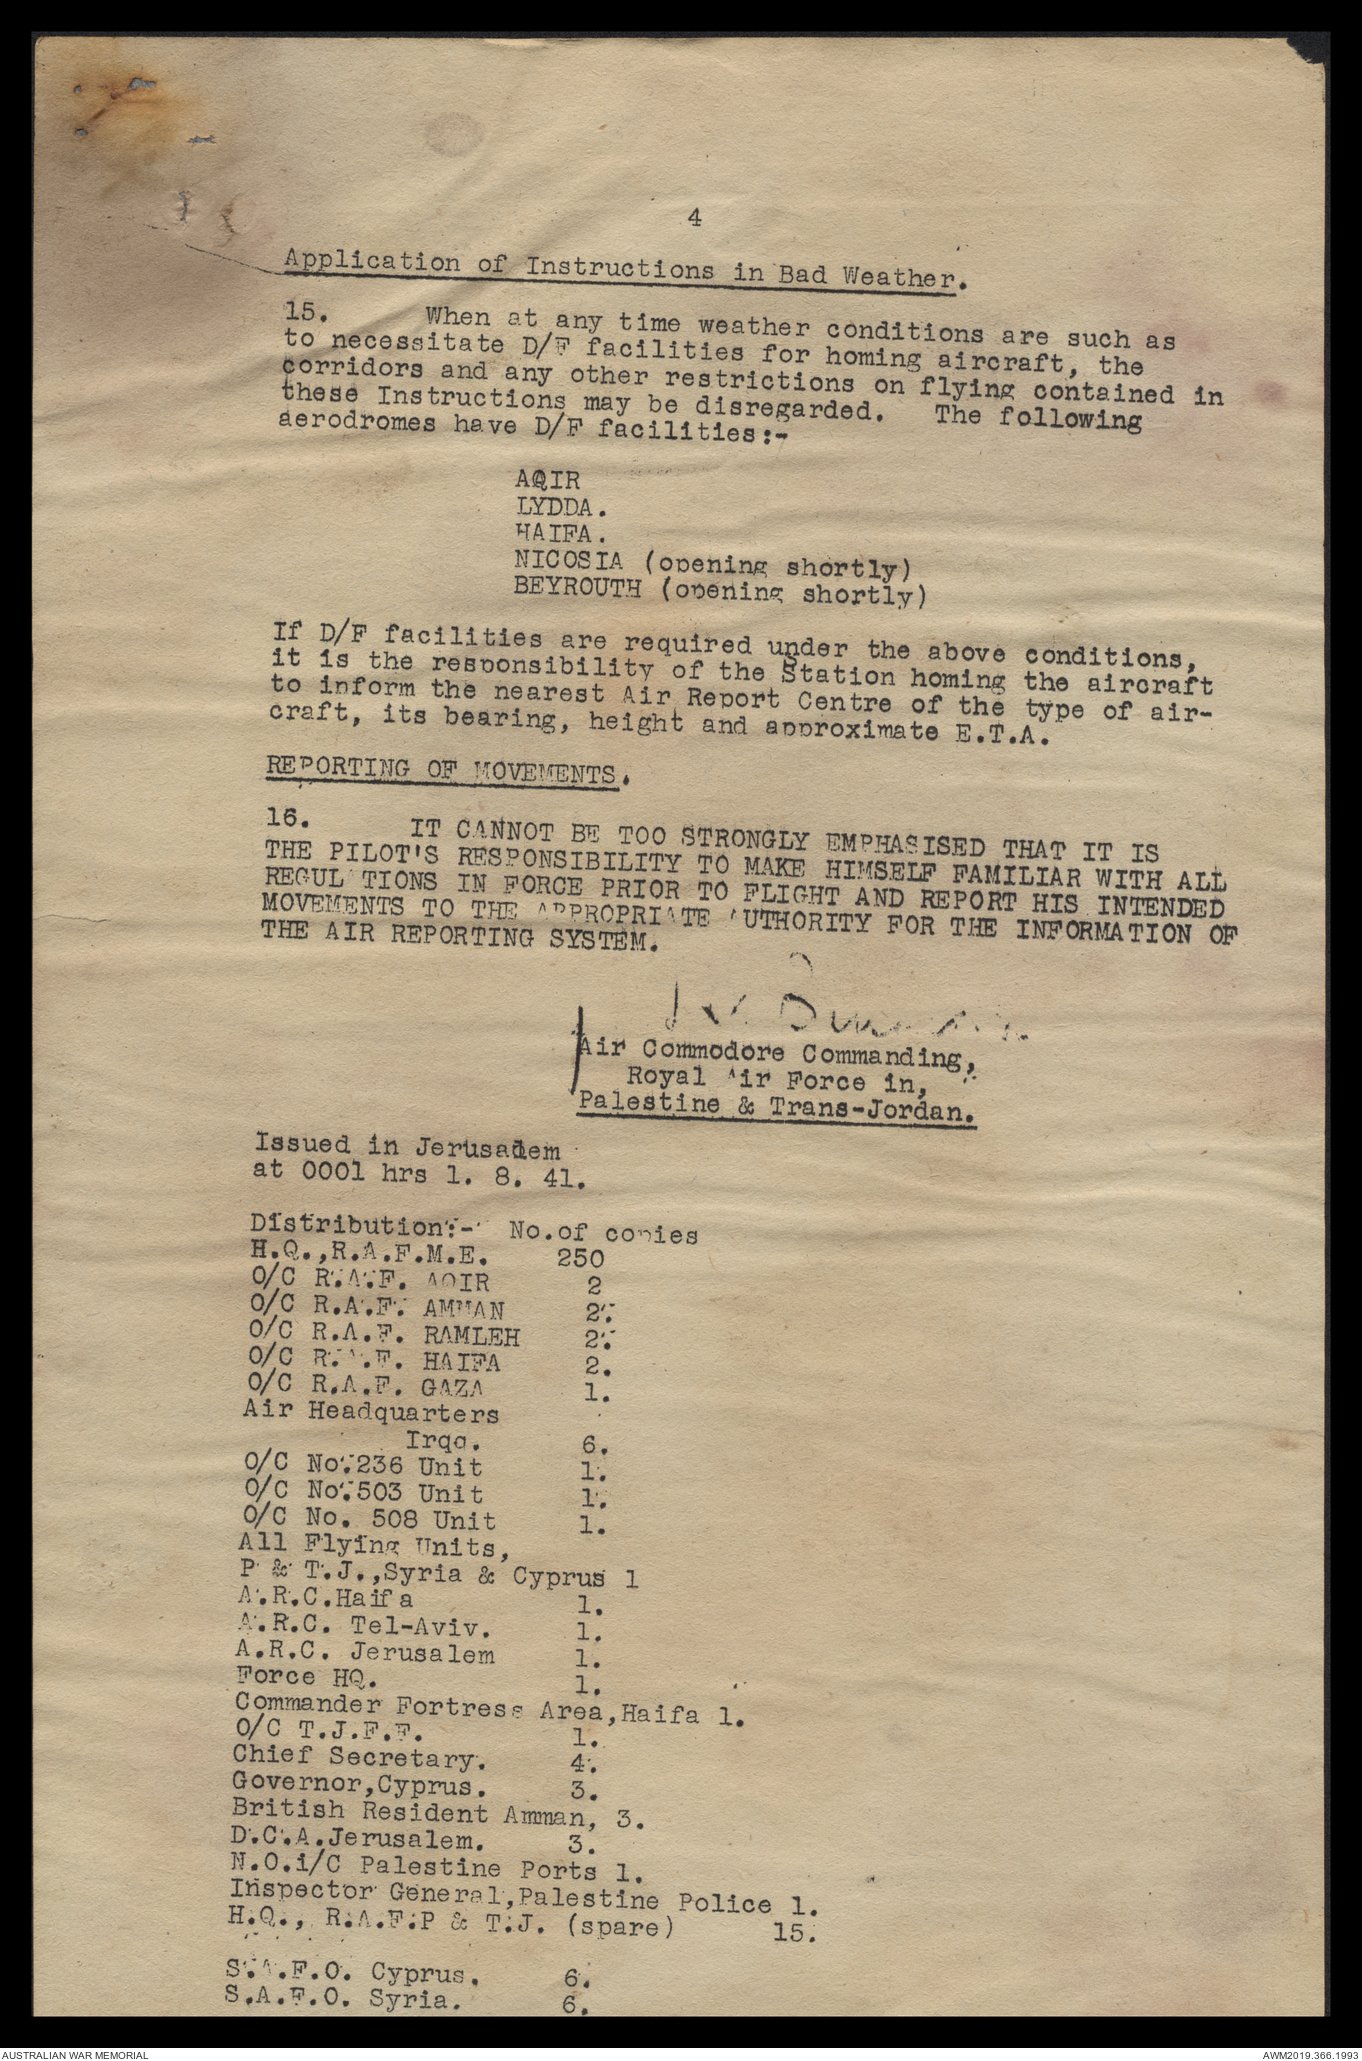 4
Application of Instructions in Bad Weather.
15. When at any time weather conditions are such as
to necessitate D/F facilities for homing aircraft, the
corridors and any other restrictions on flying contained in
these Instructions may be disregarded. The following
aerodromes have D/F facilities:-
AQIR
LYDDA.
HAIFA.
NICOSIA (opening shortly)
BEYROUTH (opening shortly)
If D/F facilities are required under the above conditions,
it is the responsibility of the Station homing the aircraft
to inform the nearest Air Report Centre of the type of air-
craft, its bearing, height and approximate E.T.A.
REPORTING OF MOVEMENTS.
16. IT CANNOT BE TOO STRONGLY EMPHASISED THAT IT IS
THE PILOT'S RESPONSIBILITY TO MAKE HIMSELF FAMILIAR WITH ALL
REGULATIONS IN FORCE PRIOR TO FLIGHT AND REPORT HIS INTENDED
MOVEMENTS TO THE APPROPRIATE AUTHORITY FOR THE INFORMATION OF
THE AIR REPORTING SYSTEM.
Air Commodore Commanding,
Royal Air Force in,
Palestine & Trans-Jordan.
Issued in Jerusalem
at 0001 hrs 1. 8. 41.
Distribution:- No.of copies
H.Q.,R.A.F.M.E. 250
O/C R.A.F. AQIR 2
O/C R.A.F. AMMAN 2.
O/C R.A.F. RAMLEH 2.
O/C R.A.F. HAIFA 2.
O/C R.A.F. GAZA 1.
Air Headquarters
Irqa. 6.
O/C No.236 Unit 1.
O/C No.503 Unit 1.
O/C No. 508 Unit 1.
All Flying Units,
P & T.J.,Syria & Cyprus 1
A.R.C.Haifa 1.
A.R.C. Tel-Aviv. 1.
A.R.C. Jerusalem 1.
Force HQ. 1.
Commander Fortress Area,Haifa 1.
O/C T.J.F.F. 1.
Chief Secretary. 4.
Governor,Cyprus. 3.
British Resident Amman, 3.
D.C.A.Jerusalem. 3.
N.O.i/C Palestine Ports 1.
Inspector General,Palestine Police 1.
H.Q., R.A.F.P & T.J. (spare) 15.
S.A.F.O. Cyprus. 6.
S.A.F.O. Syria. 6.
AUSTRALIAN WAR MEMORIAL
AWM2019.366.1993